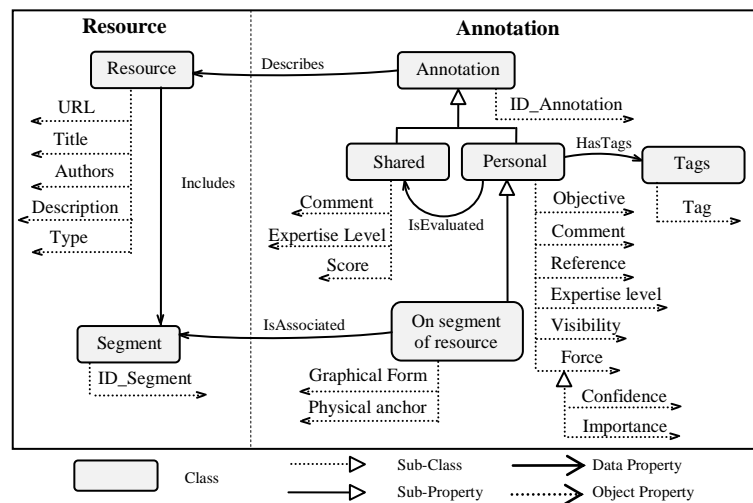 Resource
Annotation
Resource
Describes
Annotation
URL
Title
Authors
Description
Type
Includes
ID_Annotation
HasTags
Shared
Personal
Tags
IsEvaluated
Comment
Expertise Level
Score
Objective
Comment
Reference
Expertise level
Visibility
Force
Confidence
Importance
Tag
Segment
IsAssociated
On segment
of resource
ID_Segment
Graphical Form
Physical anchor
Class
Sub-Class
Sub-Property
Data Property
Object Property